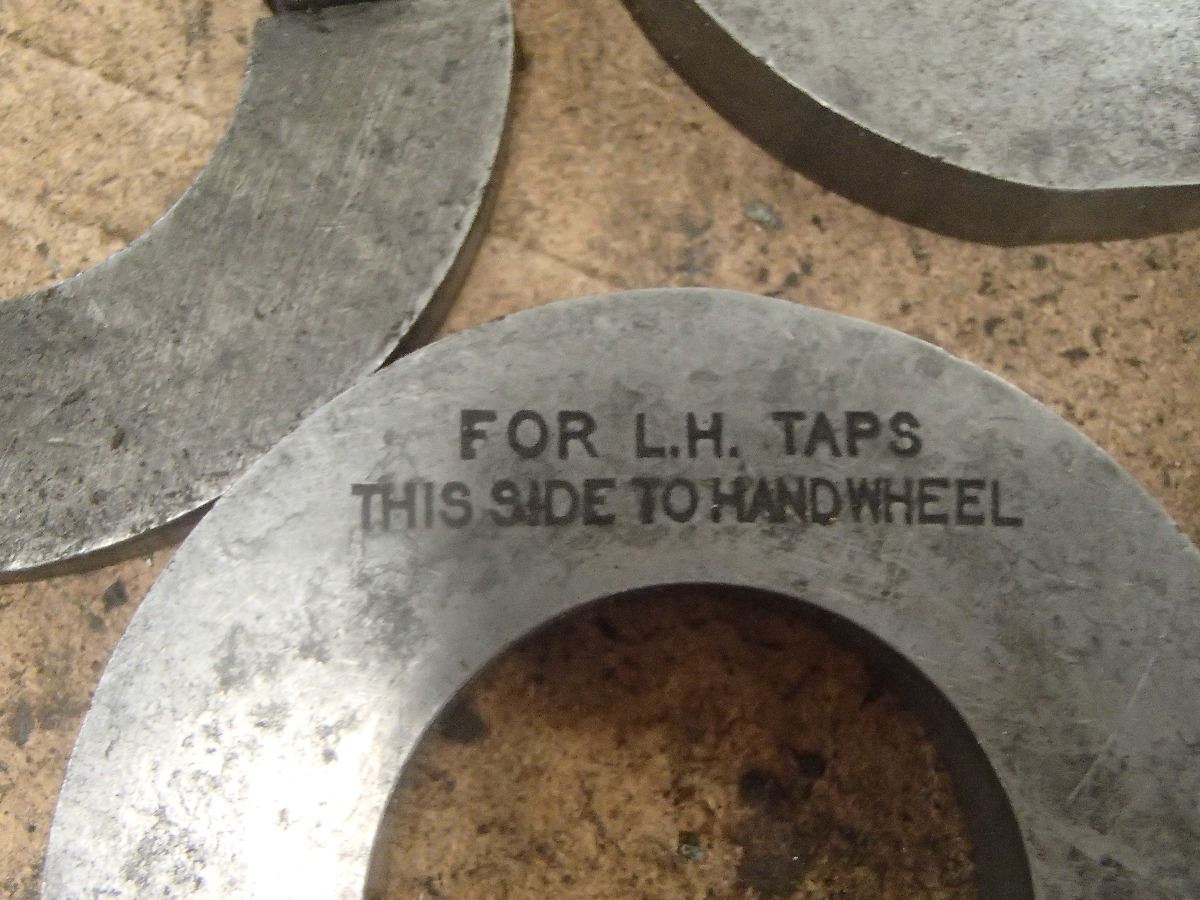 FOR L.H. TAPS
THIS SIDE TO HANDWHEEL